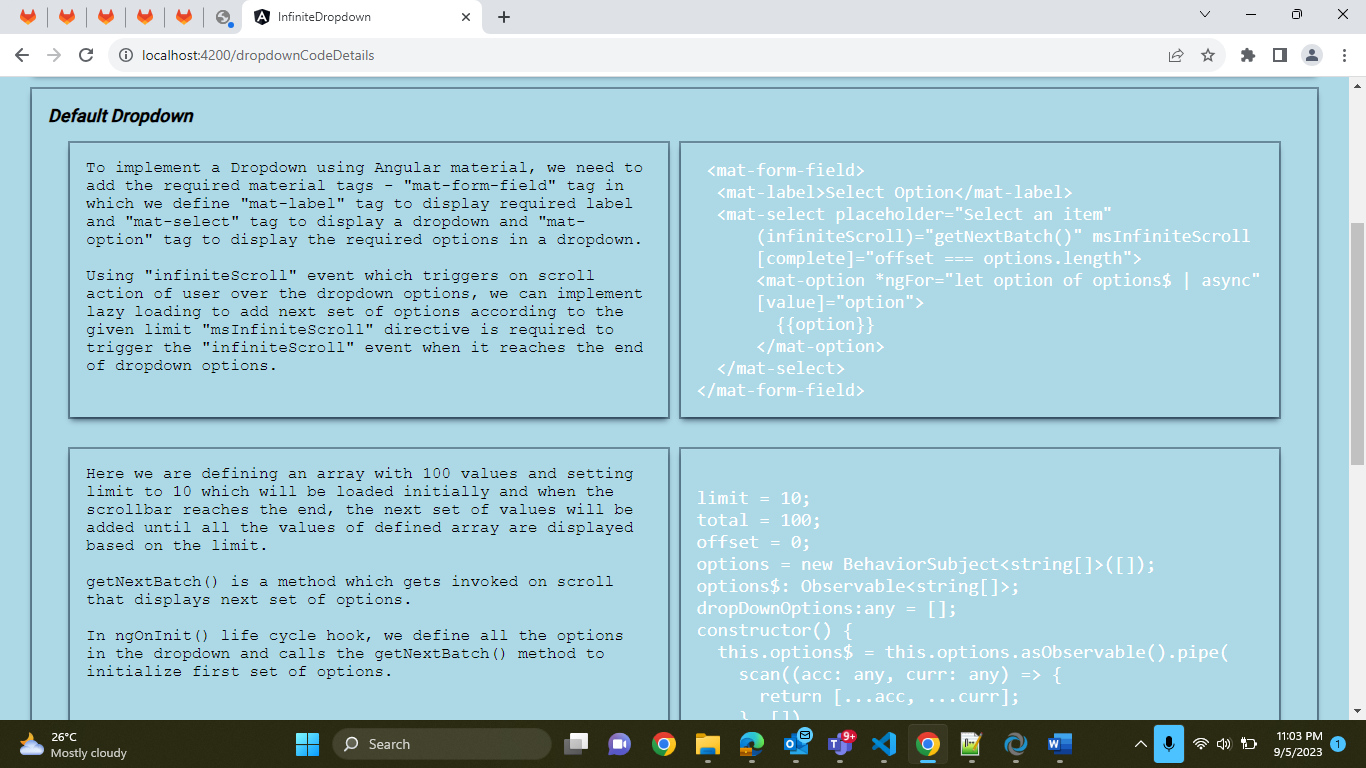 InfiniteDropdown
localhost:4200/dropdownCodeDetails
Default Dropdown
To implement a Dropdown using Angular material, we need to
add the required material tags - "mat-form-field" tag in
which we define "mat-label" tag to display required label
and "mat-select" tag to display a dropdown and "mat-
option" tag to display the required options in a dropdown.
Using "infiniteScroll" event which triggers on scroll
action of user over the dropdown options, we can implement
lazy loading to add next set of options according to the
given limit "msInfiniteScroll" directive is required to
trigger the "infiniteScroll" event when it reaches the end
of dropdown options.
<mat-form-field>
<mat-label>Select Option</mat-label>
<mat-select placeholder="Select an item"
(infiniteScroll)="getNextBatch()" msInfiniteScroll
[complete]="offset === options.length">
<mat-option *ngFor="let option of options$ | async"
[value]="option">
{{option}}
</mat-option>
</mat-select>
</mat-form-field>
Here we are defining an array with 100 values and setting
limit to 10 which will be loaded initially and when the
scrollbar reaches the end, the next set of values will be
added until all the values of defined array are displayed
based on the limit.
getNextBatch() is a method which gets invoked on scroll
that displays next set of options.
In ngOnInit() life cycle hook, we define all the options
in the dropdown and calls the getNextBatch() method to
initialize first set of options.
limit = 10;
total = 100;
offset = 0;
options = new BehaviorSubject<string[]>([]);
options$: Observable<string[]>;
dropDownOptions:any = [];
constructor() {
this.options$ = this.options.asObservable().pipe(
scan((acc: any, curr: any) => {
return [...acc, ...curr];
26°C
Mostly cloudy
Search
9+
11:03 PM
9/5/2023
1